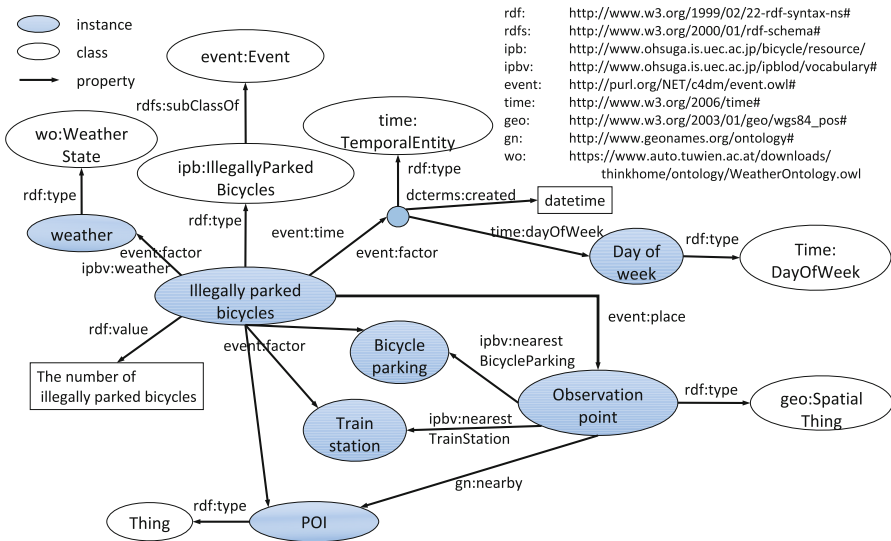 instance
class
property
rdf: http://www.w3.org/1999/02/22-rdf-syntax-ns#
rdfs: http://www.w3.org/2000/01/rdf-schema#
ipb: http://www.ohsuga.is.uec.ac.jp/bicycle/resource/
ipbv: http://www.ohsuga.is.uec.ac.jp/ipblod/vocabulary#
event: http://purl.org/NET/c4dm/event.owl#
time: http://www.w3.org/2006/time#
geo: http://www.w3.org/2003/01/geo/wgs84_pos#
gn: http://www.geonames.org/ontology#
wo: https://www.auto.tuwien.ac.at/downloads/
thinkhome/ontology/WeatherOntology.owl
event:Event
rdfs:subClassOf
time:
TemporalEntity
wo:Weather
State
ipb:IllegallyParked
Bicycles
rdf:type
rdf:type
rdf:type
dcterms:created
datetime
weather
event:time
event:factor
time:dayOfWeek
Day of
week
rdf:type
Time:
DayOfWeek
event:factor
ipbv:weather
Illegally parked
bicycles
event:place
rdf:value
event:factor
The number of
illegally parked bicycles
Bicycle
parking
ipbv:nearest
BicycleParking
Observation
point
rdf:type
geo:Spatial
Thing
Train
station
ipbv:nearest
TrainStation
gn:nearby
Thing
rdf:type
POI